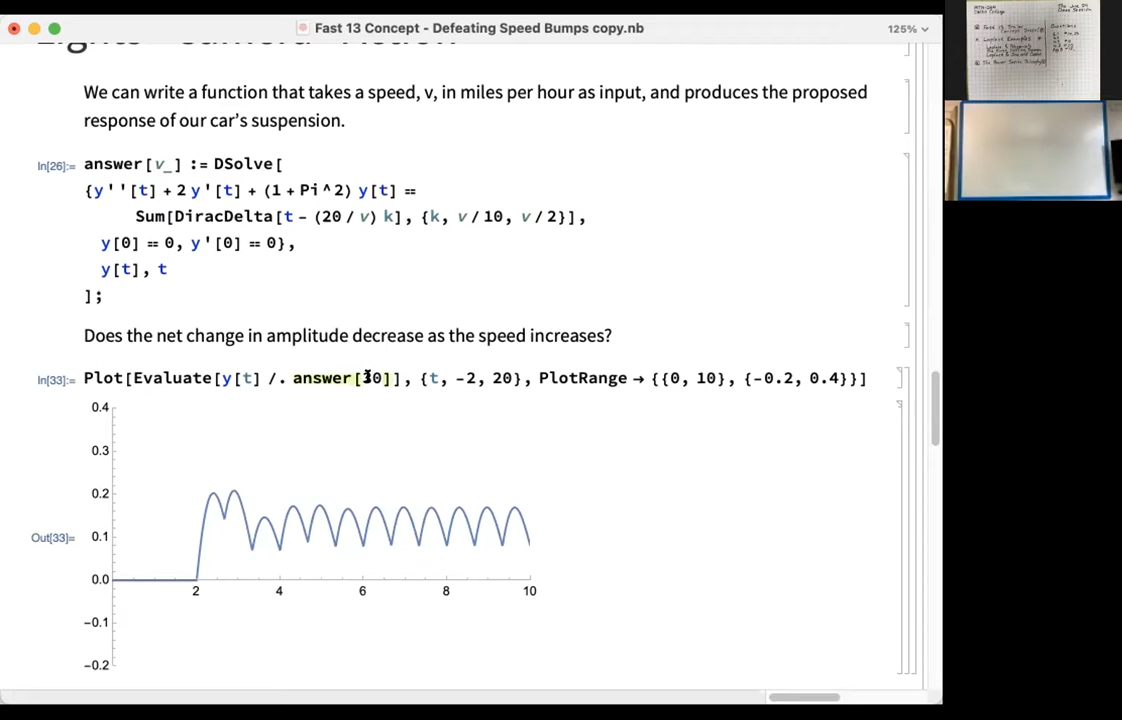 Fast 13 Concept - Defeating Speed Bumps copy.nb
125%
We can write a function that takes a speed, v, in miles per hour as input, and produces the proposed
response of our car's suspension.
In[26]:= answer[v_] := DSolve[
{y''[t] + 2 y'[t] + (1 + Pi^2) y[t] ==
Sum[DiracDelta[t - (20 / v) k], {k, v / 10, v / 2}],
y[0] == 0, y'[0] == 0},
y[t], t
];
Does the net change in amplitude decrease as the speed increases?
In[33]:= Plot[Evaluate[y[t] /. answer[30]], {t, -2, 20}, PlotRange → {{0, 10}, {-0.2, 0.4}}]
Out[33]=
0.4
0.3
0.2
0.1
0.0
-0.1
-0.2
2 4 6 8 10